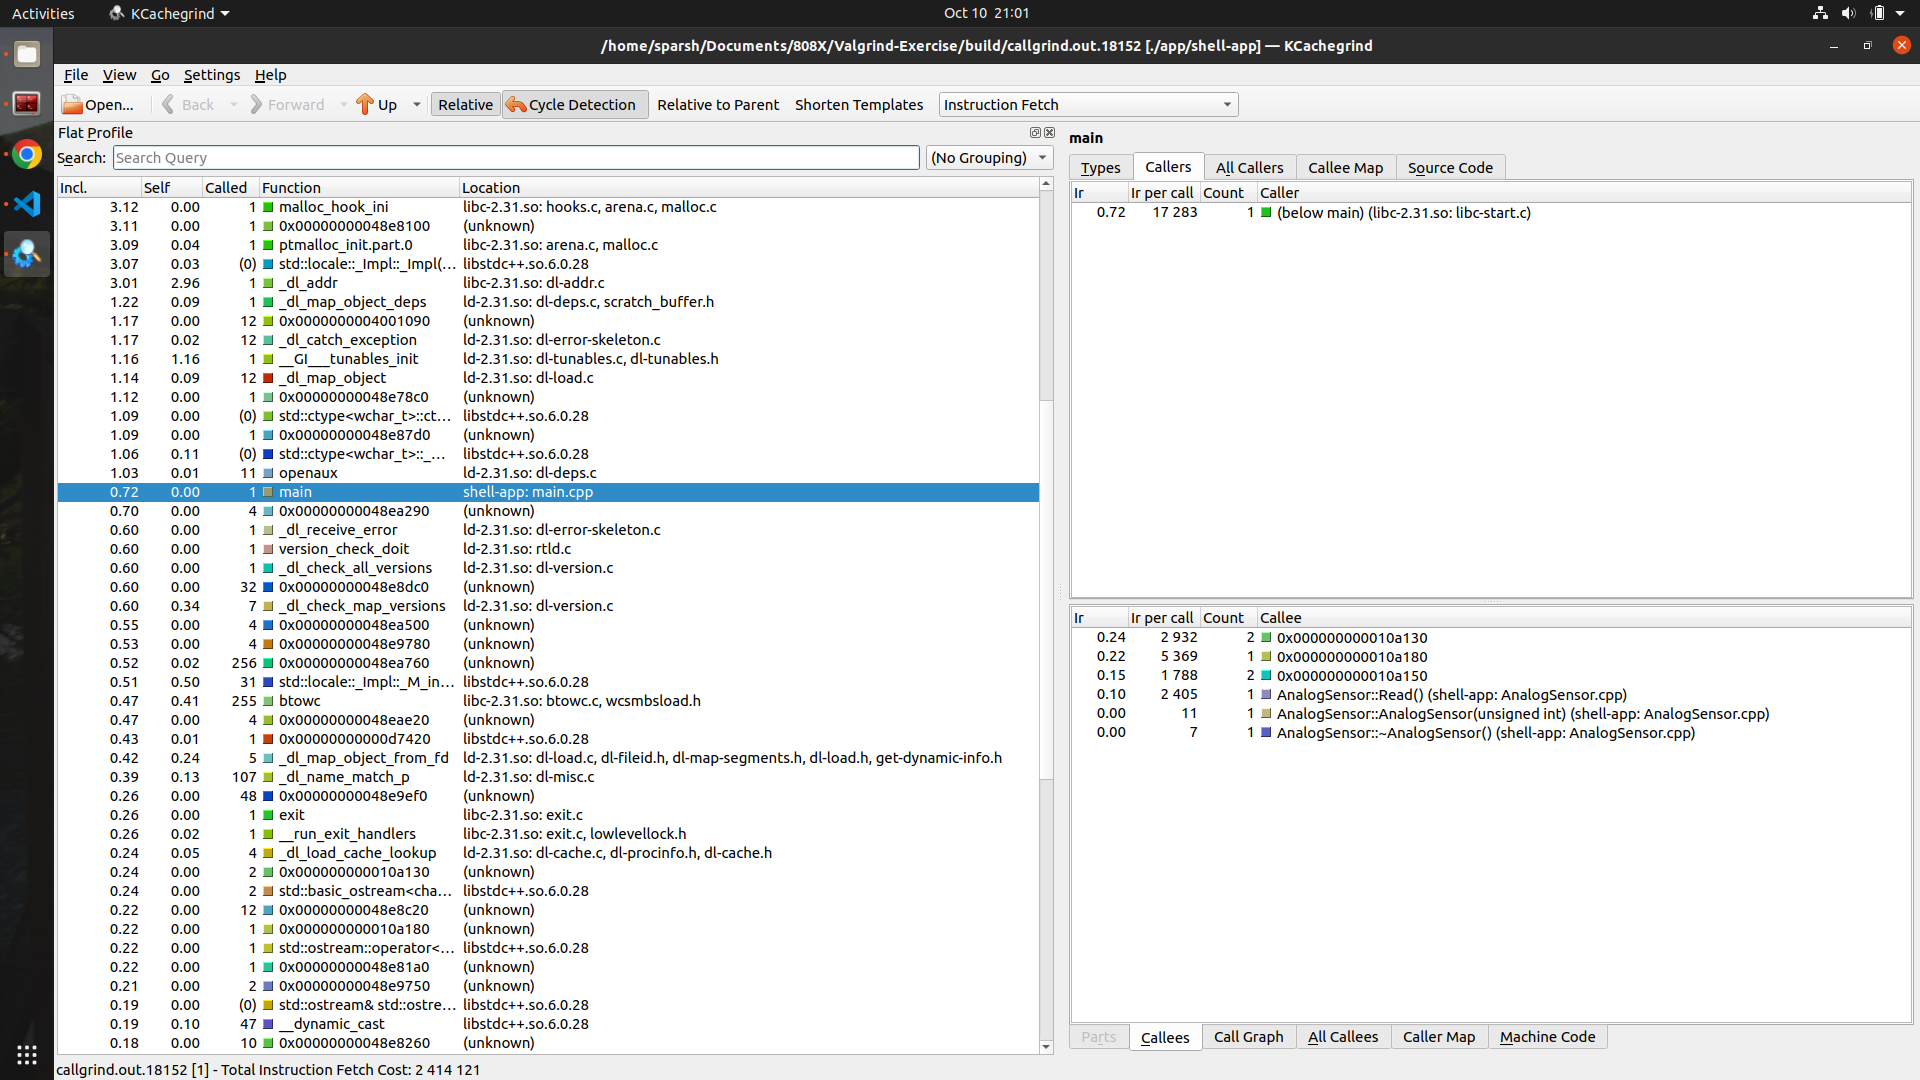 Activities KCachegrind Oct 10 21:01
/home/sparsh/Documents/808X/Valgrind-Exercise/build/callgrind.out.18152 [./app/shell-app] — KCachegrind
File View Go Settings Help
Open... Back Forward Up Relative Cycle Detection Relative to Parent Shorten Templates Instruction Fetch
Flat Profile
Search: Search Query (No Grouping)
Incl. Self Called Function Location
3.12 0.00 1 malloc_hook_ini libc-2.31.so: hooks.c, arena.c, malloc.c
3.11 0.00 1 0x00000000048e8100 (unknown)
3.09 0.04 1 ptmalloc_init.part.0 libc-2.31.so: arena.c, malloc.c
3.07 0.03 (0) std::locale::_Impl::_Impl(... libstdc++.so.6.0.28
3.01 2.96 1 _dl_addr libc-2.31.so: dl-addr.c
1.22 0.09 1 _dl_map_object_deps ld-2.31.so: dl-deps.c, scratch_buffer.h
1.17 0.00 12 0x0000000004001090 (unknown)
1.17 0.02 12 _dl_catch_exception ld-2.31.so: dl-error-skeleton.c
1.16 1.16 1 __GI___tunables_init ld-2.31.so: dl-tunables.c, dl-tunables.h
1.14 0.09 12 _dl_map_object ld-2.31.so: dl-load.c
1.12 0.00 1 0x00000000048e78c0 (unknown)
1.09 0.00 (0) std::ctype<wchar_t>::ct... libstdc++.so.6.0.28
1.09 0.00 1 0x00000000048e87d0 (unknown)
1.06 0.11 (0) std::ctype<wchar_t>::_... libstdc++.so.6.0.28
1.03 0.01 11 openaux ld-2.31.so: dl-deps.c
0.72 0.00 1 main shell-app: main.cpp
0.70 0.00 4 0x00000000048ea290 (unknown)
0.60 0.00 1 _dl_receive_error ld-2.31.so: dl-error-skeleton.c
0.60 0.00 1 version_check_doit ld-2.31.so: rtld.c
0.60 0.00 1 _dl_check_all_versions ld-2.31.so: dl-version.c
0.60 0.00 32 0x00000000048e8dc0 (unknown)
0.60 0.34 7 _dl_check_map_versions ld-2.31.so: dl-version.c
0.55 0.00 4 0x00000000048ea500 (unknown)
0.53 0.00 4 0x00000000048e9780 (unknown)
0.52 0.02 256 0x00000000048ea760 (unknown)
0.51 0.50 31 std::locale::_Impl::_M_in... libstdc++.so.6.0.28
0.47 0.41 255 btowc libc-2.31.so: btowc.c, wcsmbsload.h
0.47 0.00 4 0x00000000048eae20 (unknown)
0.43 0.01 1 0x00000000000d7420 libstdc++.so.6.0.28
0.42 0.24 5 _dl_map_object_from_fd ld-2.31.so: dl-load.c, dl-fileid.h, dl-map-segments.h, dl-load.h, get-dynamic-info.h
0.39 0.13 107 _dl_name_match_p ld-2.31.so: dl-misc.c
0.26 0.00 48 0x00000000048e9ef0 (unknown)
0.26 0.00 1 exit libc-2.31.so: exit.c
0.26 0.02 1 __run_exit_handlers libc-2.31.so: exit.c, lowlevellock.h
0.24 0.05 4 _dl_load_cache_lookup ld-2.31.so: dl-cache.c, dl-procinfo.h, dl-cache.h
0.24 0.00 2 0x000000000010a130 (unknown)
0.24 0.00 2 std::basic_ostream<cha... libstdc++.so.6.0.28
0.22 0.00 12 0x00000000048e8c20 (unknown)
0.22 0.00 1 0x000000000010a180 (unknown)
0.22 0.00 1 std::ostream::operator<... libstdc++.so.6.0.28
0.22 0.00 1 0x00000000048e81a0 (unknown)
0.21 0.00 2 0x00000000048e9750 (unknown)
0.19 0.00 (0) std::ostream& std::ostre... libstdc++.so.6.0.28
0.19 0.10 47 __dynamic_cast libstdc++.so.6.0.28
0.18 0.00 10 0x00000000048e8260 (unknown)
main
Types Callers All Callers Callee Map Source Code
Ir Ir per call Count Caller
0.72 17 283 1 (below main) (libc-2.31.so: libc-start.c)
Ir Ir per call Count Callee
0.24 2 932 2 0x000000000010a130
0.22 5 369 1 0x000000000010a180
0.15 1 788 2 0x000000000010a150
0.10 2 405 1 AnalogSensor::Read() (shell-app: AnalogSensor.cpp)
0.00 11 1 AnalogSensor::AnalogSensor(unsigned int) (shell-app: AnalogSensor.cpp)
0.00 7 1 AnalogSensor::~AnalogSensor() (shell-app: AnalogSensor.cpp)
Parts Callees Call Graph All Callees Caller Map Machine Code
callgrind.out.18152 [1] - Total Instruction Fetch Cost: 2 414 121